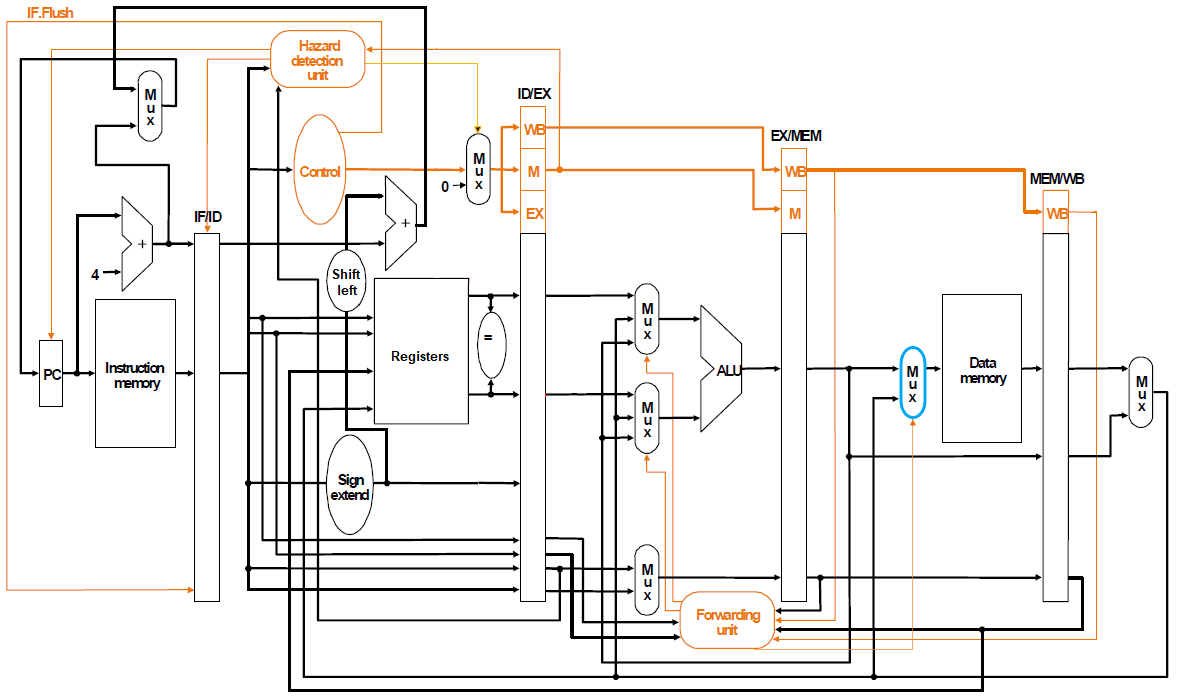 IF.Flush
Hazard
detection
unit
M
u
x
ID/EX
WB
EX/MEM
Control
M
u
x
M
WB
MEM/WB
0
EX
M
WB
IF/ID
+
+
4
Shift
left
M
u
x
=
Registers
PC
Instruction
memory
ALU
M
u
x
Data
memory
M
u
x
M
u
x
Sign
extend
M
u
x
Forwarding
unit